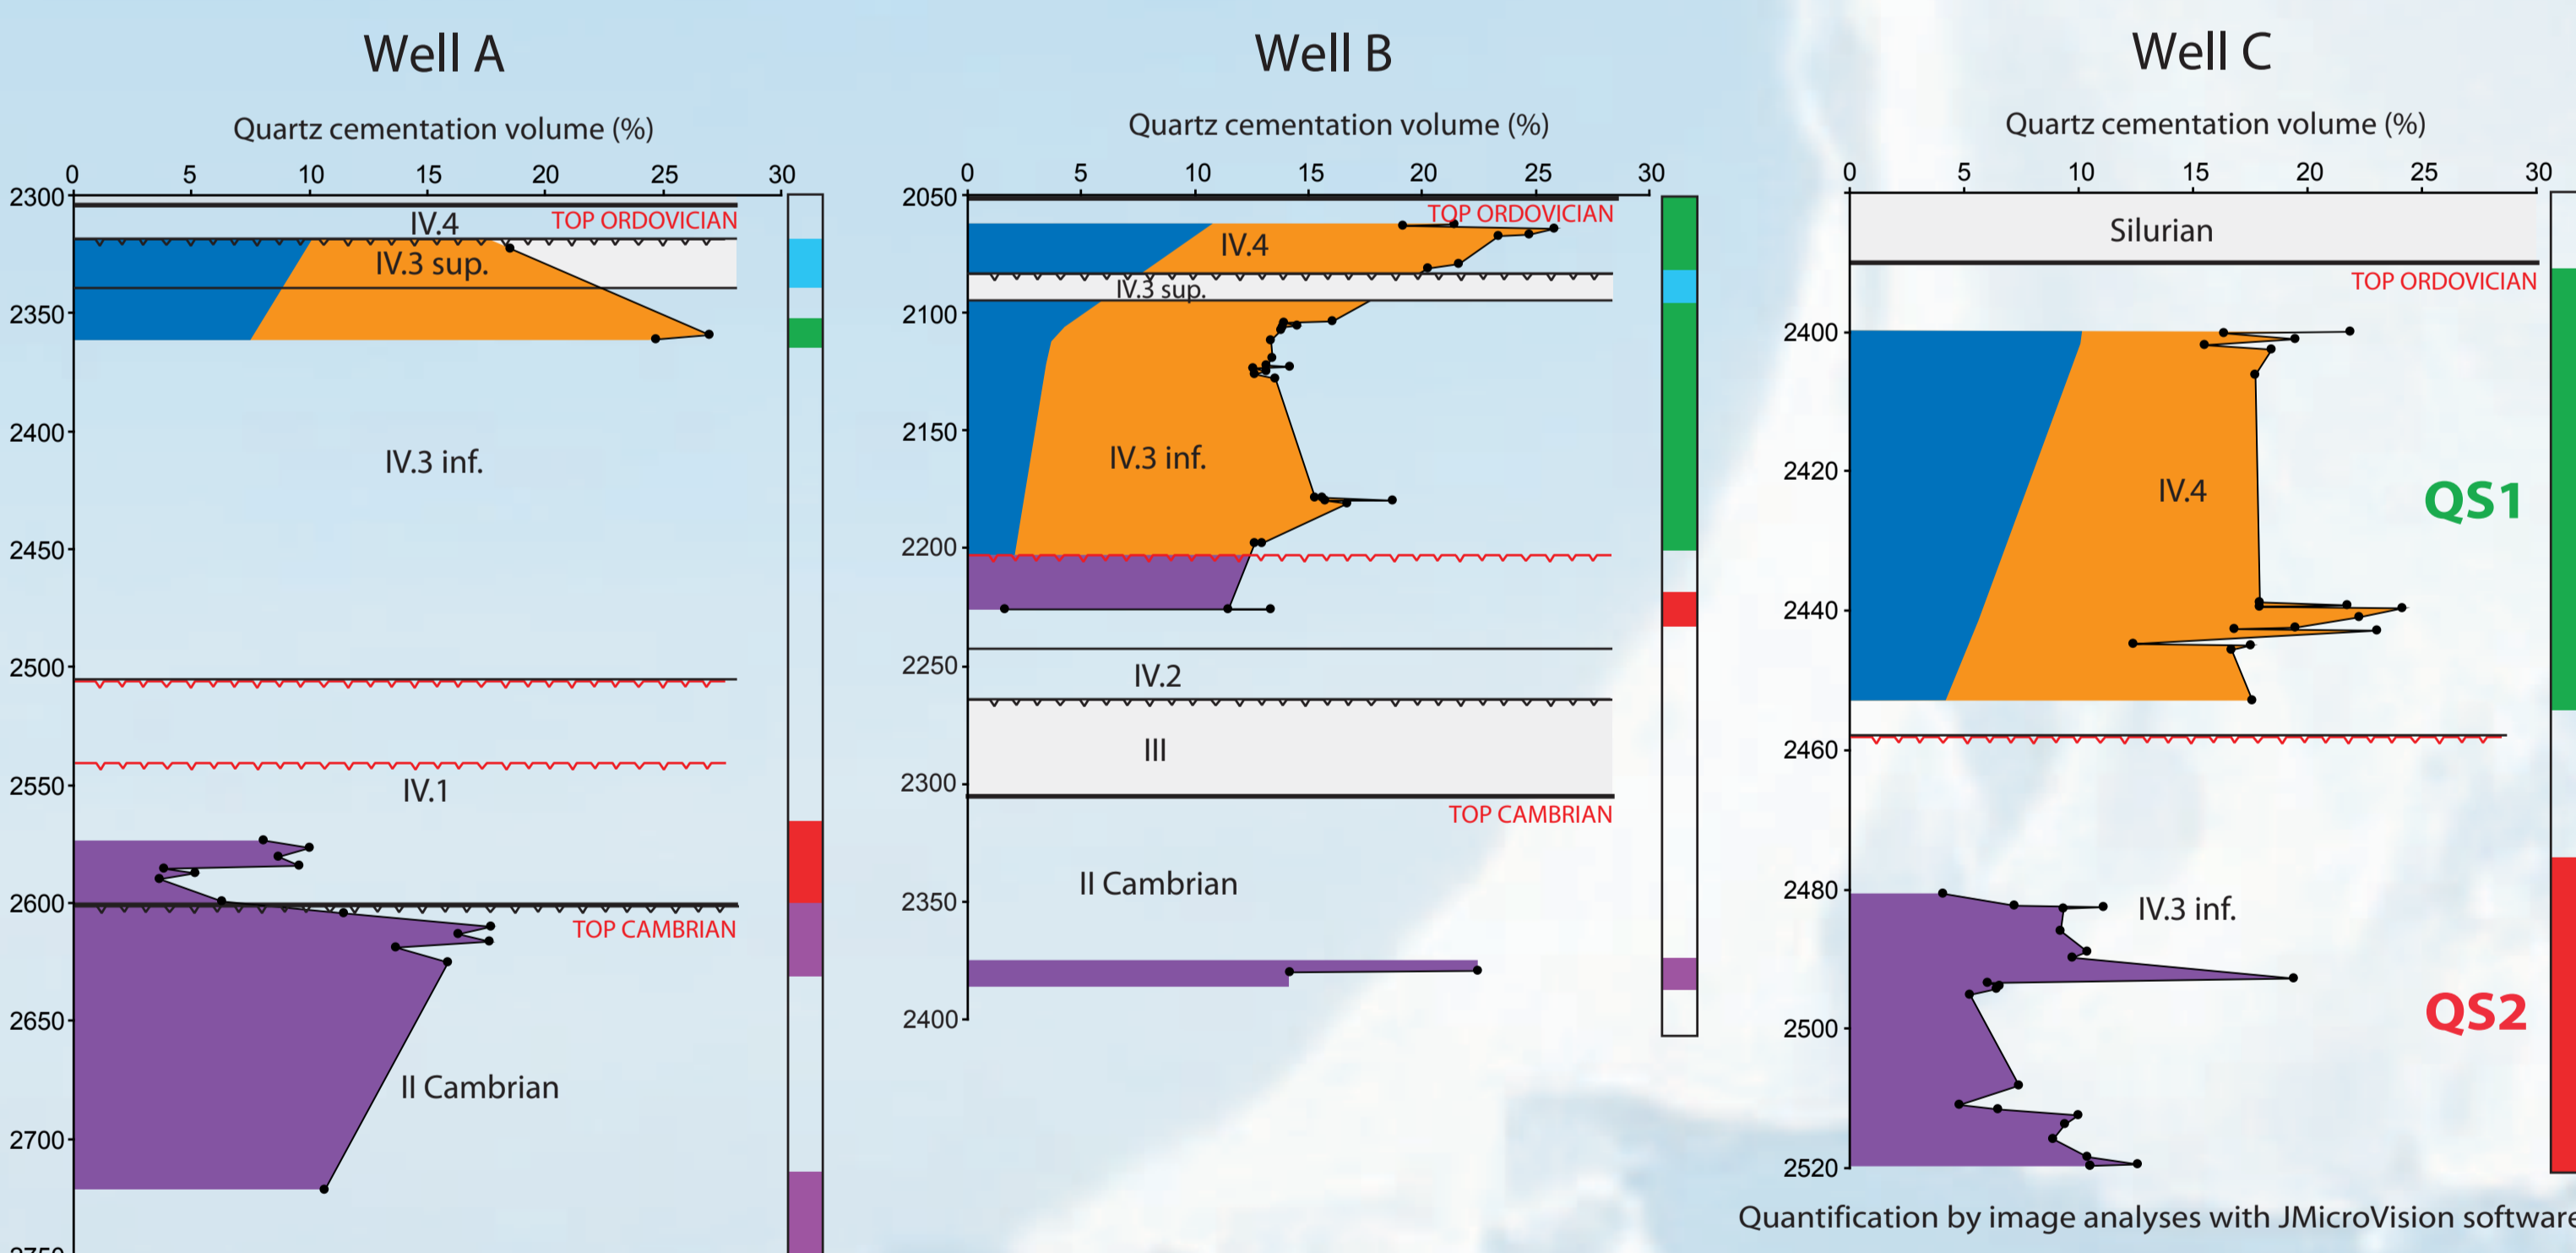 Well A
Quartz cementation volume (%)
0 5 10 15 20 25 30
2300
IV.4
TOP ORDOVICIAN
IV.3 sup.
2350
2400
IV.3 inf.
2450
2500
2550
IV.1
2600
TOP CAMBRIAN
2650
II Cambrian
2700
Well B
Quartz cementation volume (%)
0 5 10 15 20 25 30
2050
TOP ORDOVICIAN
IV.4
IV.3 sup.
2100
2150
IV.3 inf.
2200
2250
IV.2
III
2300
TOP CAMBRIAN
II Cambrian
2350
2400
Well C
Quartz cementation volume (%)
0 5 10 15 20 25 30
Silurian
TOP ORDOVICIAN
2400
2420
IV.4
QS1
2440
2460
2480
IV.3 inf.
2500
QS2
2520
Quantification by image analyses with JMicroVision software